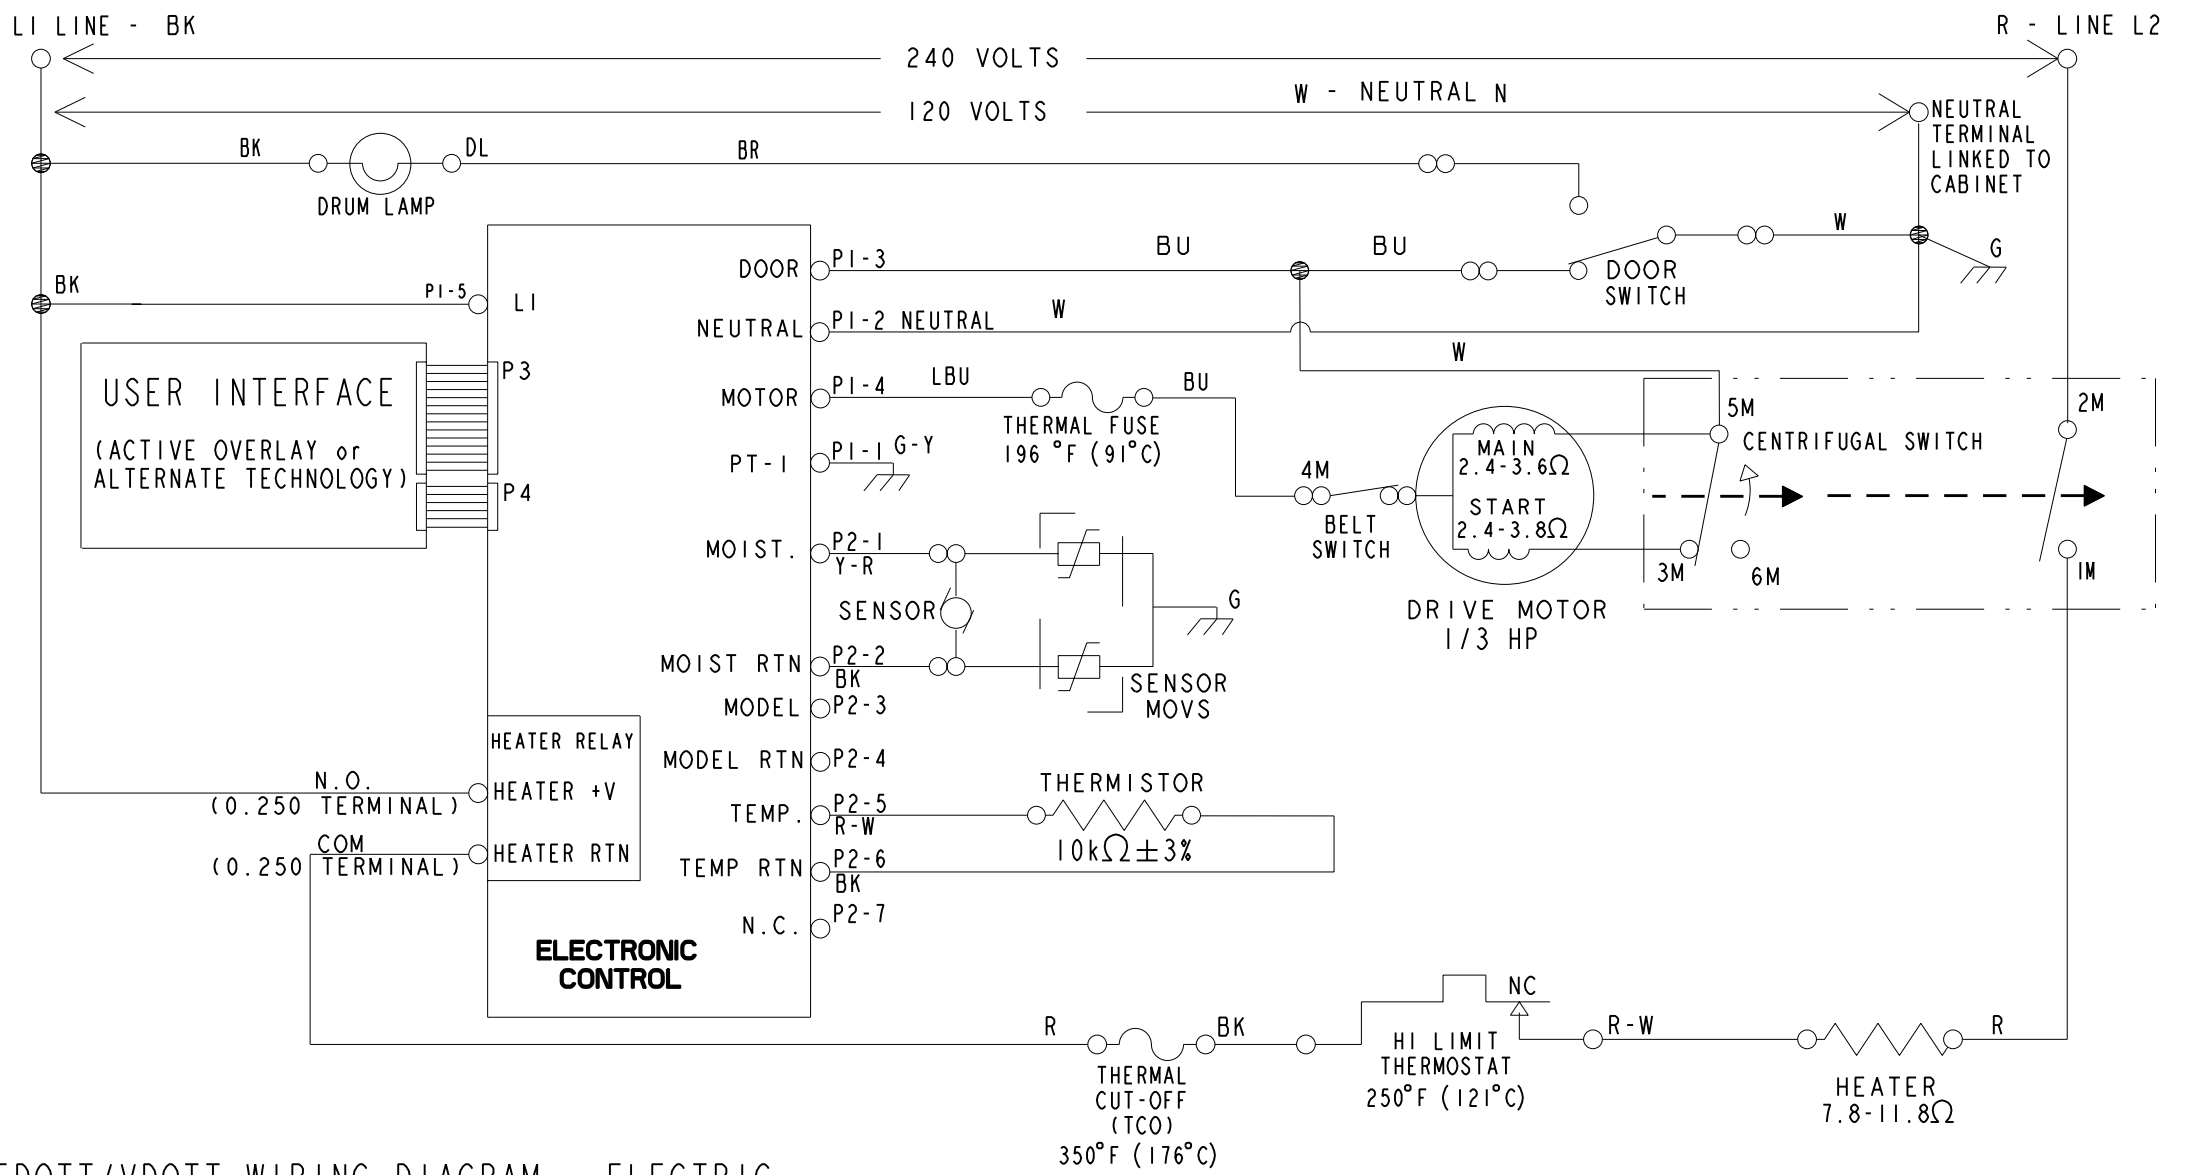 L1 LINE - BK
R - LINE L2
240 VOLTS
W - NEUTRAL N
120 VOLTS
NEUTRAL
TERMINAL
LINKED TO
CABINET
BK
DL
BR
DRUM LAMP
BU
BU
W
G
DOOR
P1-3
DOOR
SWITCH
BK
P1-5
L1
NEUTRAL
P1-2 NEUTRAL
W
W
USER INTERFACE
(ACTIVE OVERLAY or
ALTERNATE TECHNOLOGY)
P3
P4
MOTOR
P1-4
LBU
BU
THERMAL FUSE
196 °F (91°C)
PT-1
P1-1
G-Y
4M
BELT
SWITCH
MAIN
2.4-3.6Ω
START
2.4-3.8Ω
DRIVE MOTOR
1/3 HP
5M
CENTRIFUGAL SWITCH
2M
3M
6M
1M
MOIST.
P2-1
Y-R
SENSOR
G
MOIST RTN
P2-2
BK
SENSOR
MOVS
MODEL
P2-3
MODEL RTN
P2-4
HEATER RELAY
N.O.
(0.250 TERMINAL)
HEATER +V
COM
(0.250 TERMINAL)
HEATER RTN
TEMP.
P2-5
R-W
THERMISTOR
10kΩ±3%
TEMP RTN
P2-6
BK
N.C.
P2-7
ELECTRONIC
CONTROL
R
THERMAL
CUT-OFF
(TCO)
350°F (176°C)
BK
NC
HI LIMIT
THERMOSTAT
250°F (121°C)
R-W
R
HEATER
7.8-11.8Ω
WIRING DIAGRAM - ELECTRIC